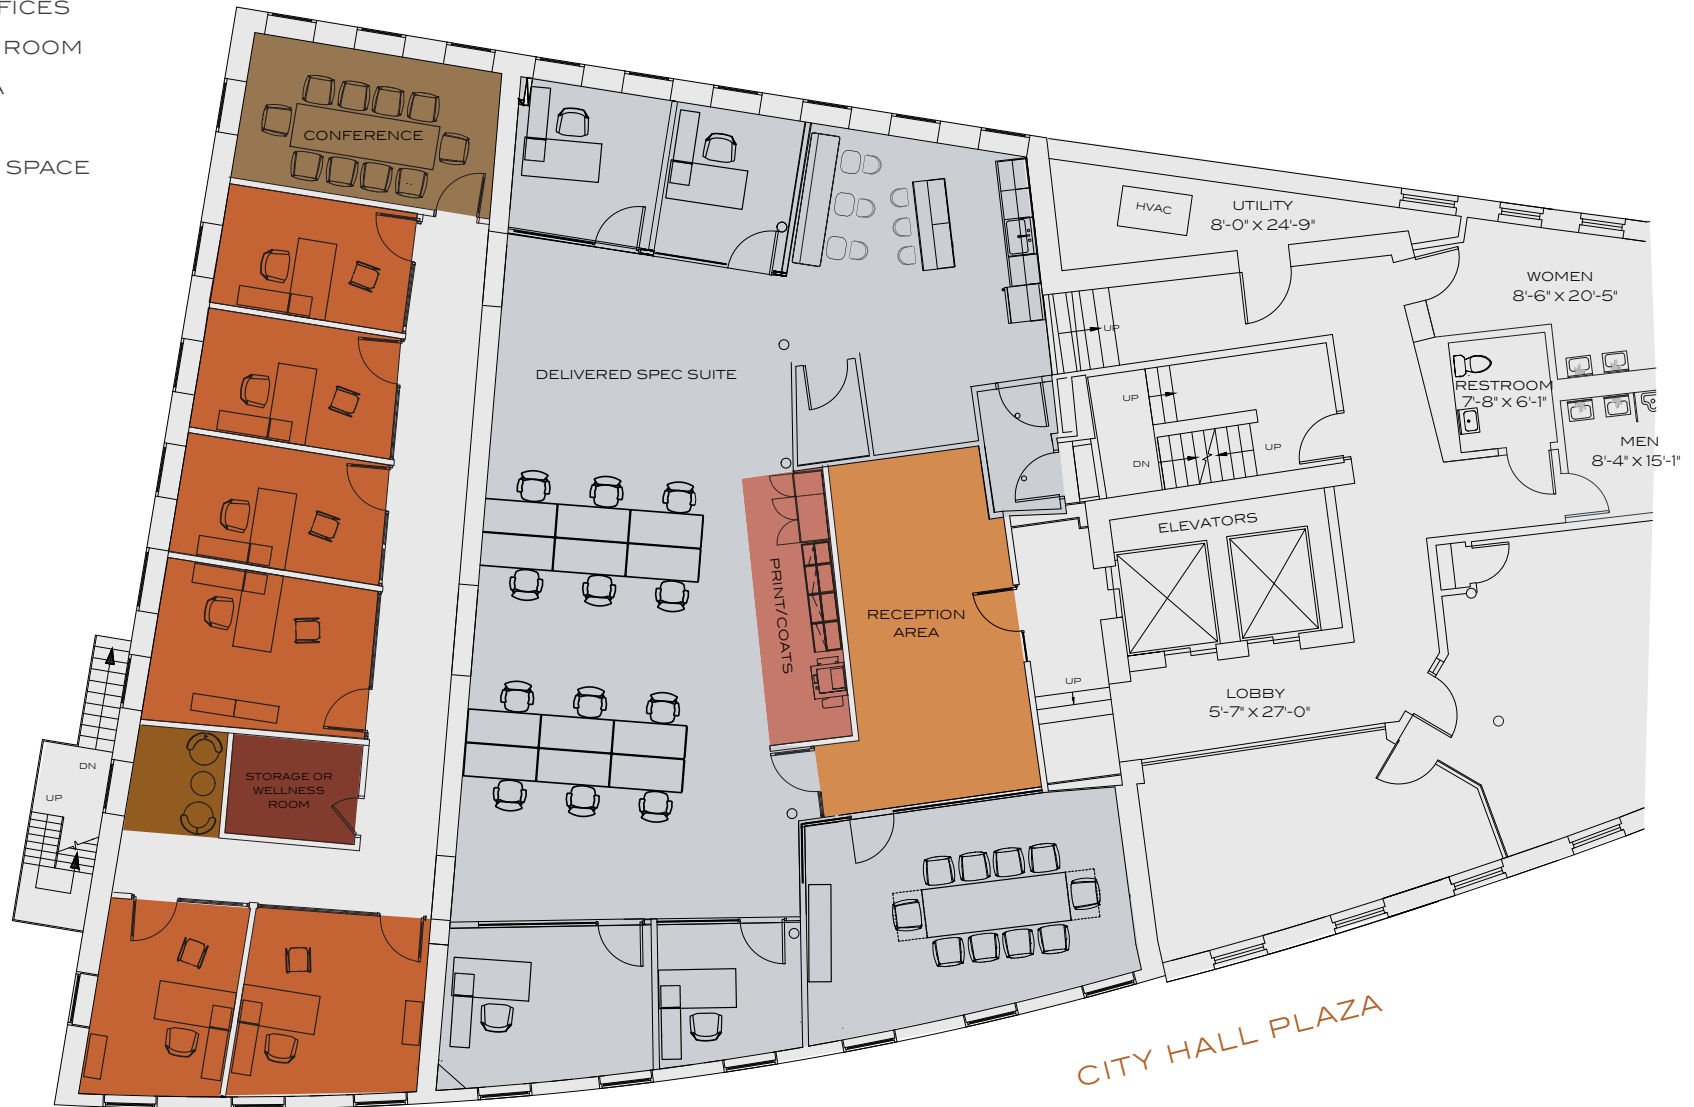 FFICES
ROOM
A
SPACE
CONFERENCE
HVAC
UTILITY
8'-0" X 24'-9"
WOMEN
8'-6" X 20'-5"
UP
DELIVERED SPEC SUITE
RESTROOM
7'-8" X 6'-1"
UP
MEN
8'-4" X 15'-1"
UP
DN
ELEVATORS
PRINT/COATS
RECEPTION
AREA
UP
LOBBY
5'-7" X 27'-0"
DN
UP
STORAGE OR
WELLNESS
ROOM
CITY HALL PLAZA